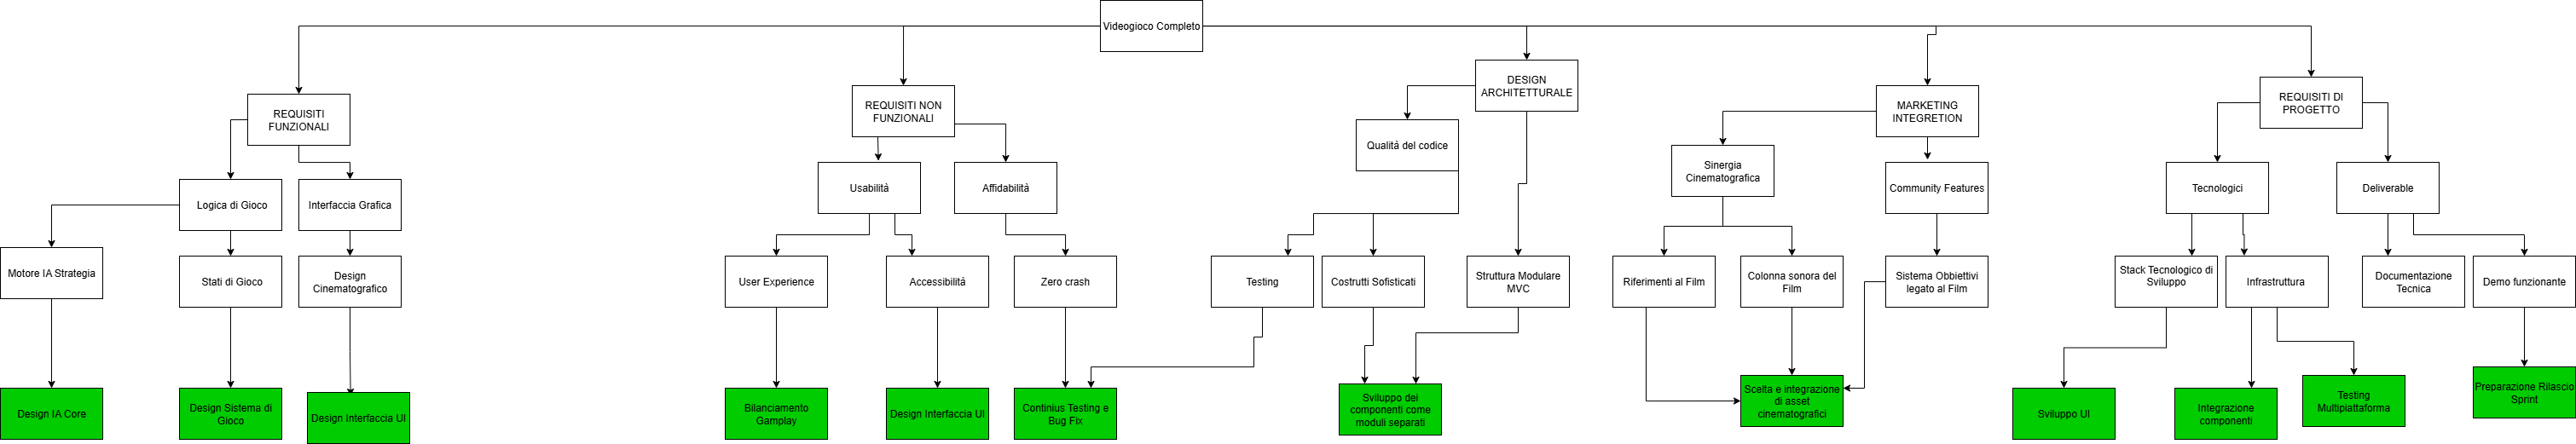 Videogioco Completo
REQUISITI
FUNZIONALI
REQUISITI NON
FUNZIONALI
DESIGN
ARCHITETTURALE
MARKETING
INTEGRETION
REQUISITI DI
PROGETTO
Logica di Gioco
Interfaccia Grafica
Usabilità
Affidabilità
Qualità del codice
Sinergia
Cinematografica
Community Features
Tecnologici
Deliverable
Motore IA Strategia
Stati di Gioco
Design
Cinematografico
User Experience
Accessibilità
Zero crash
Testing
Costrutti Sofisticati
Struttura Modulare
MVC
Riferimenti al Film
Colonna sonora del
Film
Sistema Obbiettivi
legato al Film
Stack Tecnologico di
Sviluppo
Infrastruttura
Documentazione
Tecnica
Demo funzionante
Design IA Core
Design Sistema di
Gioco
Design Interfaccia UI
Bilanciamento
Gamplay
Design Interfaccia UI
Continius Testing e
Bug Fix
Sviluppo dei
componenti come
moduli separati
Scelta e integrazione
di asset
cinematografici
Sviluppo UI
Integrazione
componenti
Testing
Multipiattaforma
Preparazione Rilascio
Sprint